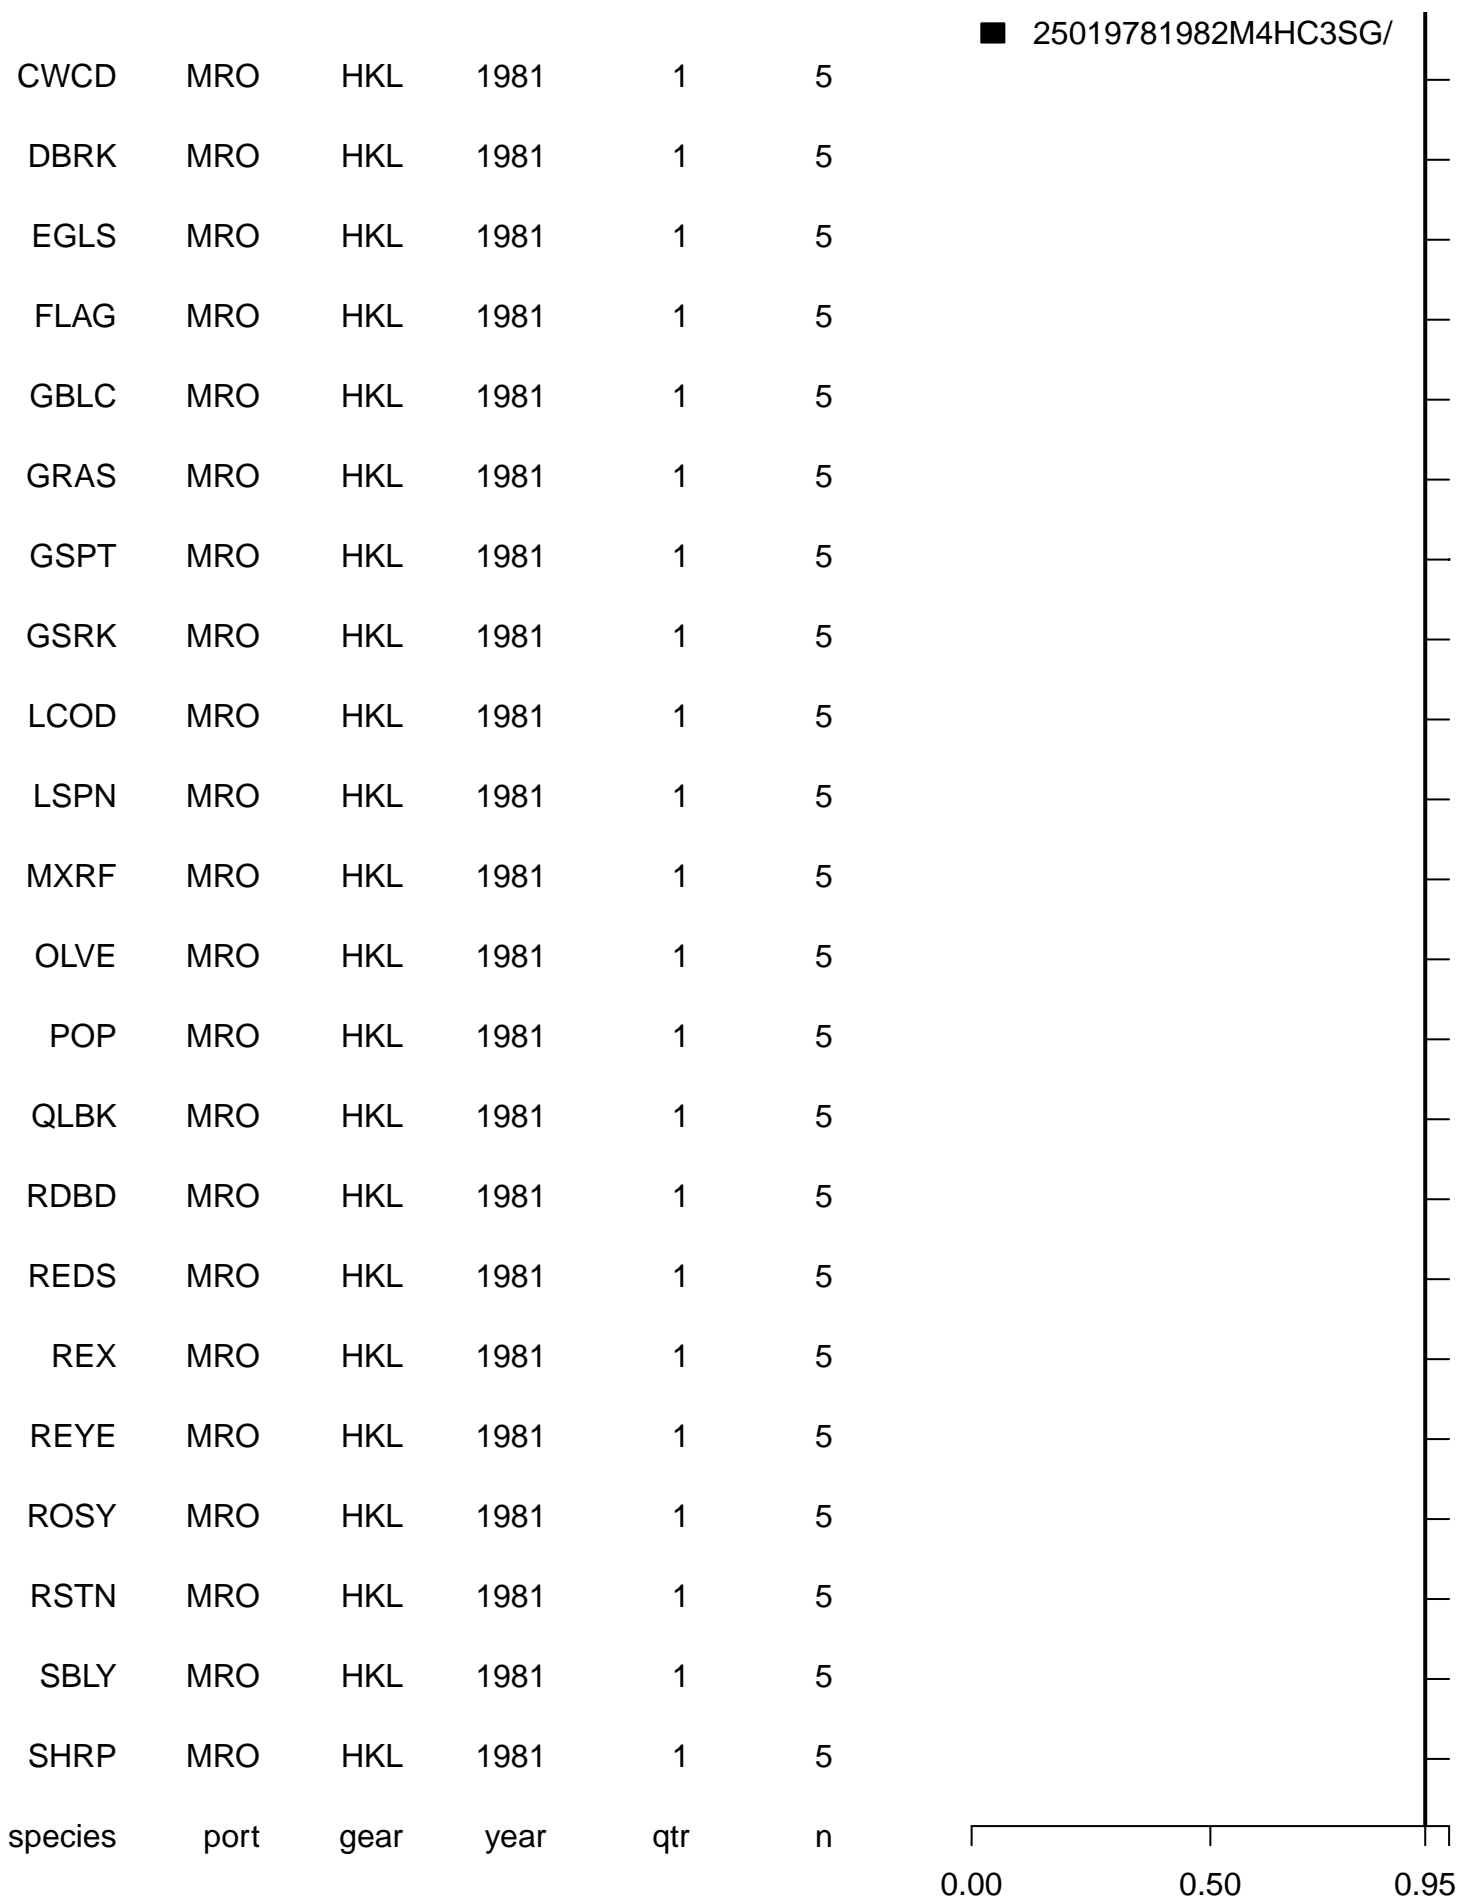 25019781982M4HC3SG/
CWCD MRO HKL 1981 1 5
DBRK MRO HKL 1981 1 5
EGLS MRO HKL 1981 1 5
FLAG MRO HKL 1981 1 5
GBLC MRO HKL 1981 1 5
GRAS MRO HKL 1981 1 5
GSPT MRO HKL 1981 1 5
GSRK MRO HKL 1981 1 5
LCOD MRO HKL 1981 1 5
LSPN MRO HKL 1981 1 5
MXRF MRO HKL 1981 1 5
OLVE MRO HKL 1981 1 5
POP MRO HKL 1981 1 5
QLBK MRO HKL 1981 1 5
RDBD MRO HKL 1981 1 5
REDS MRO HKL 1981 1 5
REX MRO HKL 1981 1 5
REYE MRO HKL 1981 1 5
ROSY MRO HKL 1981 1 5
RSTN MRO HKL 1981 1 5
SBLY MRO HKL 1981 1 5
SHRP MRO HKL 1981 1 5
species port gear year qtr n
0.00 0.50 0.95